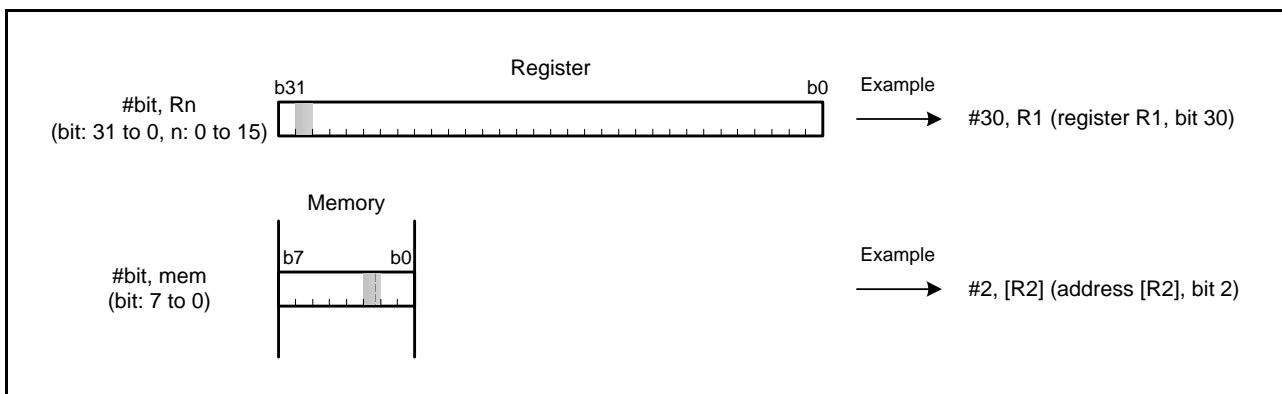 Register
b31
b0
Example
#bit, Rn
(bit: 31 to 0, n: 0 to 15)
#30, R1 (register R1, bit 30)
Memory
b7
b0
Example
#bit, mem
(bit: 7 to 0)
#2, [R2] (address [R2], bit 2)